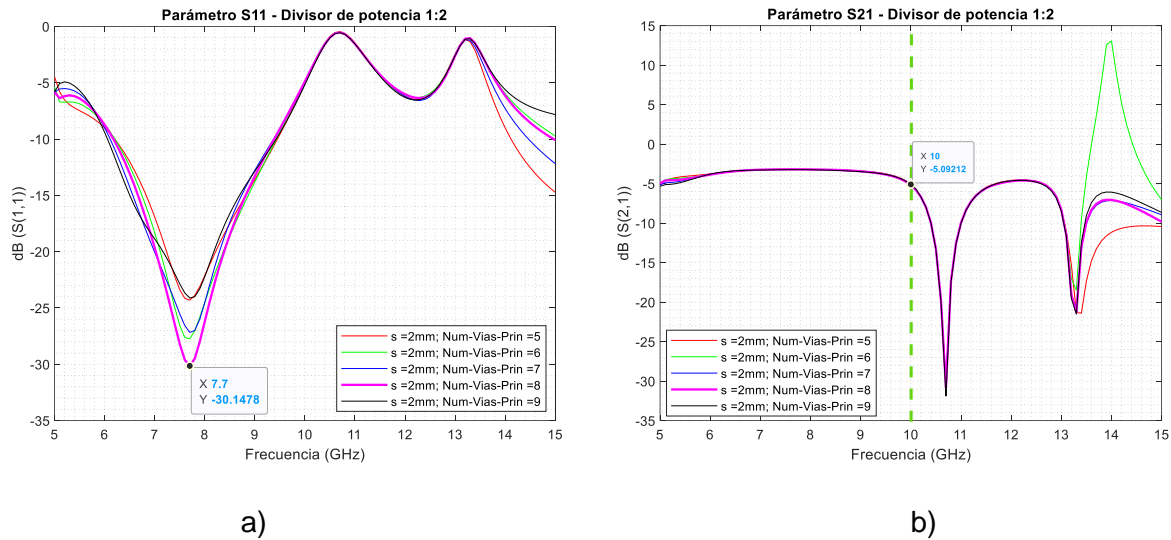 Parámetro S11 - Divisor de potencia 1:2
dB (S(1,1))
0
-5
-10
-15
-20
-25
-30
-35
5 6 7 8 9 10 11 12 13 14 15
Frecuencia (GHz)
X 7.7
Y -30.1478
s =2mm; Num-Vias-Prin =5
s =2mm; Num-Vias-Prin =6
s =2mm; Num-Vias-Prin =7
s =2mm; Num-Vias-Prin =8
s =2mm; Num-Vias-Prin =9
a)
Parámetro S21 - Divisor de potencia 1:2
dB (S(2,1))
15
10
5
0
-5
-10
-15
-20
-25
-30
-35
5 6 7 8 9 10 11 12 13 14 15
Frecuencia (GHz)
X 10
Y -5.09212
s =2mm; Num-Vias-Prin =5
s =2mm; Num-Vias-Prin =6
s =2mm; Num-Vias-Prin =7
s =2mm; Num-Vias-Prin =8
s =2mm; Num-Vias-Prin =9
b)